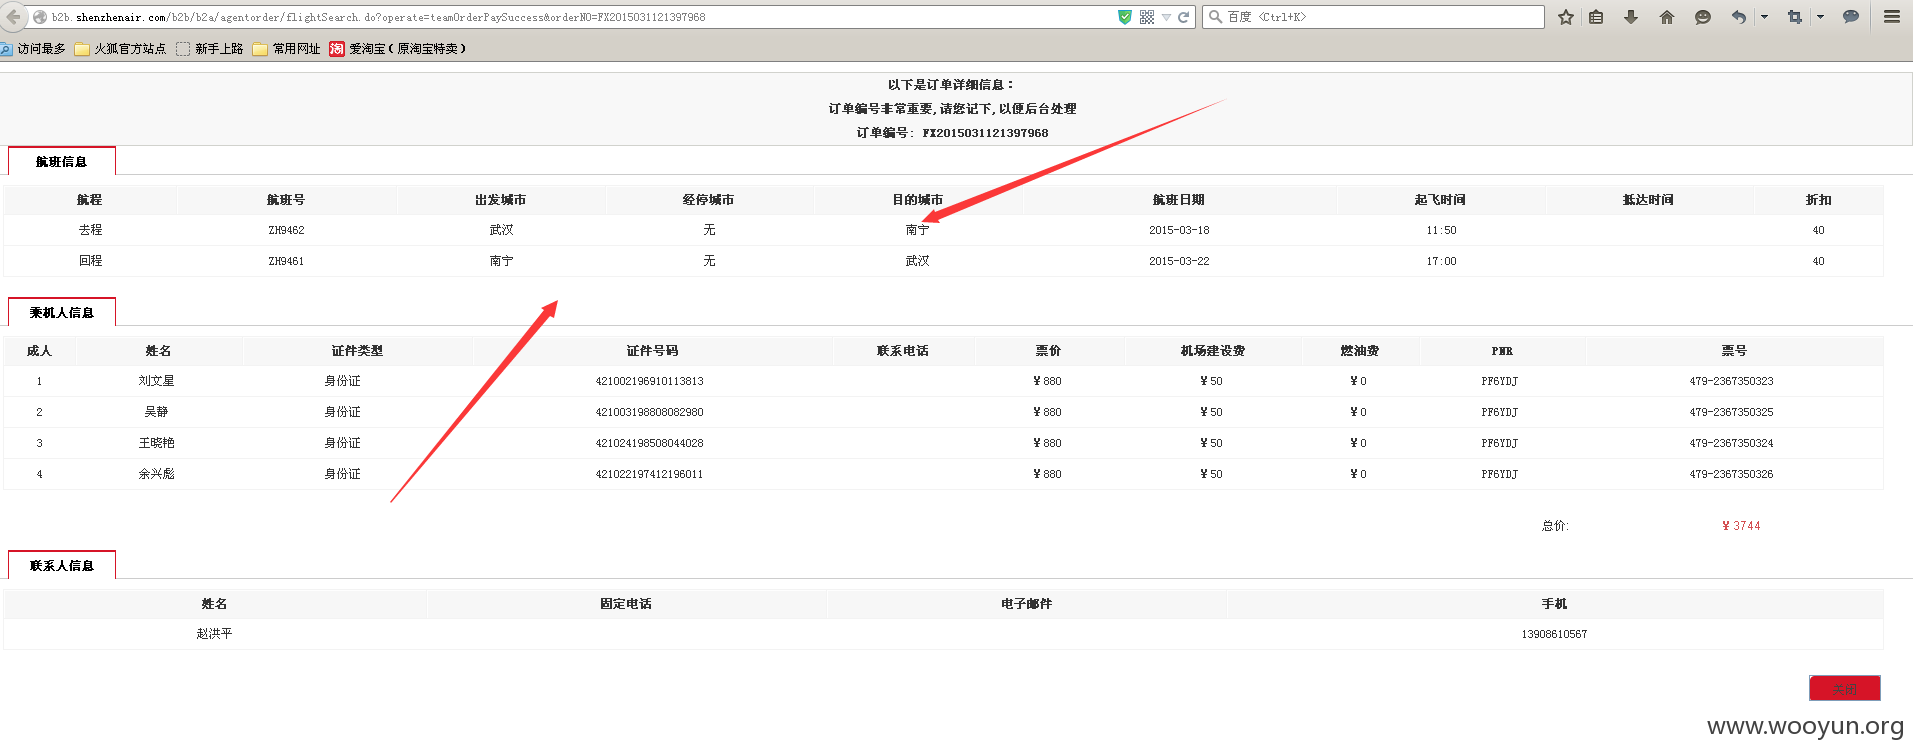 b2b.shenzhenair.com/b2b/b2a/agentorder/flightSearch.do?operate=teamOrderPaySuccess&orderNO=FX2015031121397968
百度 <Ctrl+K>
访问最多 火狐官方站点 新手上路 常用网址 淘 爱淘宝（原淘宝特卖）
以下是订单详细信息：
订单编号非常重要,请您记下,以便后台处理
订单编号: FX2015031121397968
航班信息
航程 航班号 出发城市 经停城市 目的城市 航班日期 起飞时间 抵达时间 折扣
去程 ZH9462 武汉 无 南宁 2015-03-18 11:50 40
回程 ZH9461 南宁 无 武汉 2015-03-22 17:00 40
乘机人信息
成人 姓名 证件类型 证件号码 联系电话 票价 机场建设费 燃油费 PNR 票号
1 刘文星 身份证 421002196910113813 ￥880 ￥50 ￥0 PF6YDJ 479-2367350323
2 吴静 身份证 421003198808082980 ￥880 ￥50 ￥0 PF6YDJ 479-2367350325
3 王晓艳 身份证 421024198508044028 ￥880 ￥50 ￥0 PF6YDJ 479-2367350324
4 余兴彪 身份证 421022197412196011 ￥880 ￥50 ￥0 PF6YDJ 479-2367350326
总价: ￥3744
联系人信息
姓名 固定电话 电子邮件 手机
赵洪平 13908610567
关闭
www.wooyun.org